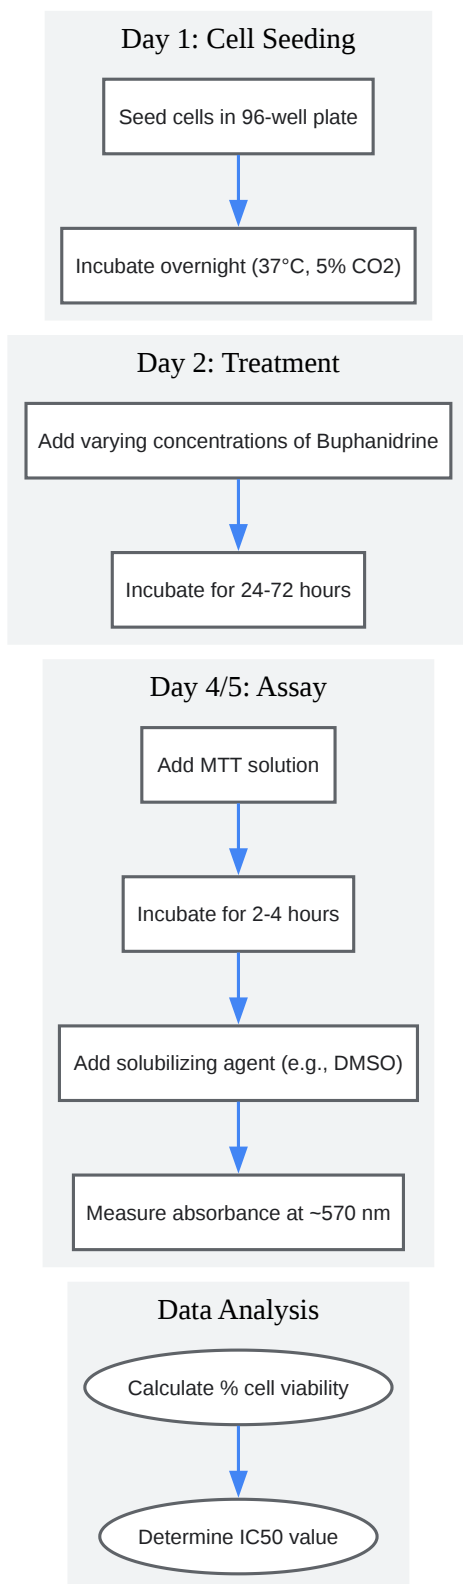 Day 1: Cell Seeding
Seed cells in 96-well plate
Incubate overnight (37°C, 5% CO2)
Day 2: Treatment
Add varying concentrations of Buphanidrine
Incubate for 24-72 hours
Day 4/5: Assay
Add MTT solution
Incubate for 2-4 hours
Add solubilizing agent (e.g., DMSO)
Measure absorbance at ~570 nm
Data Analysis
Calculate % cell viability
Determine IC50 value